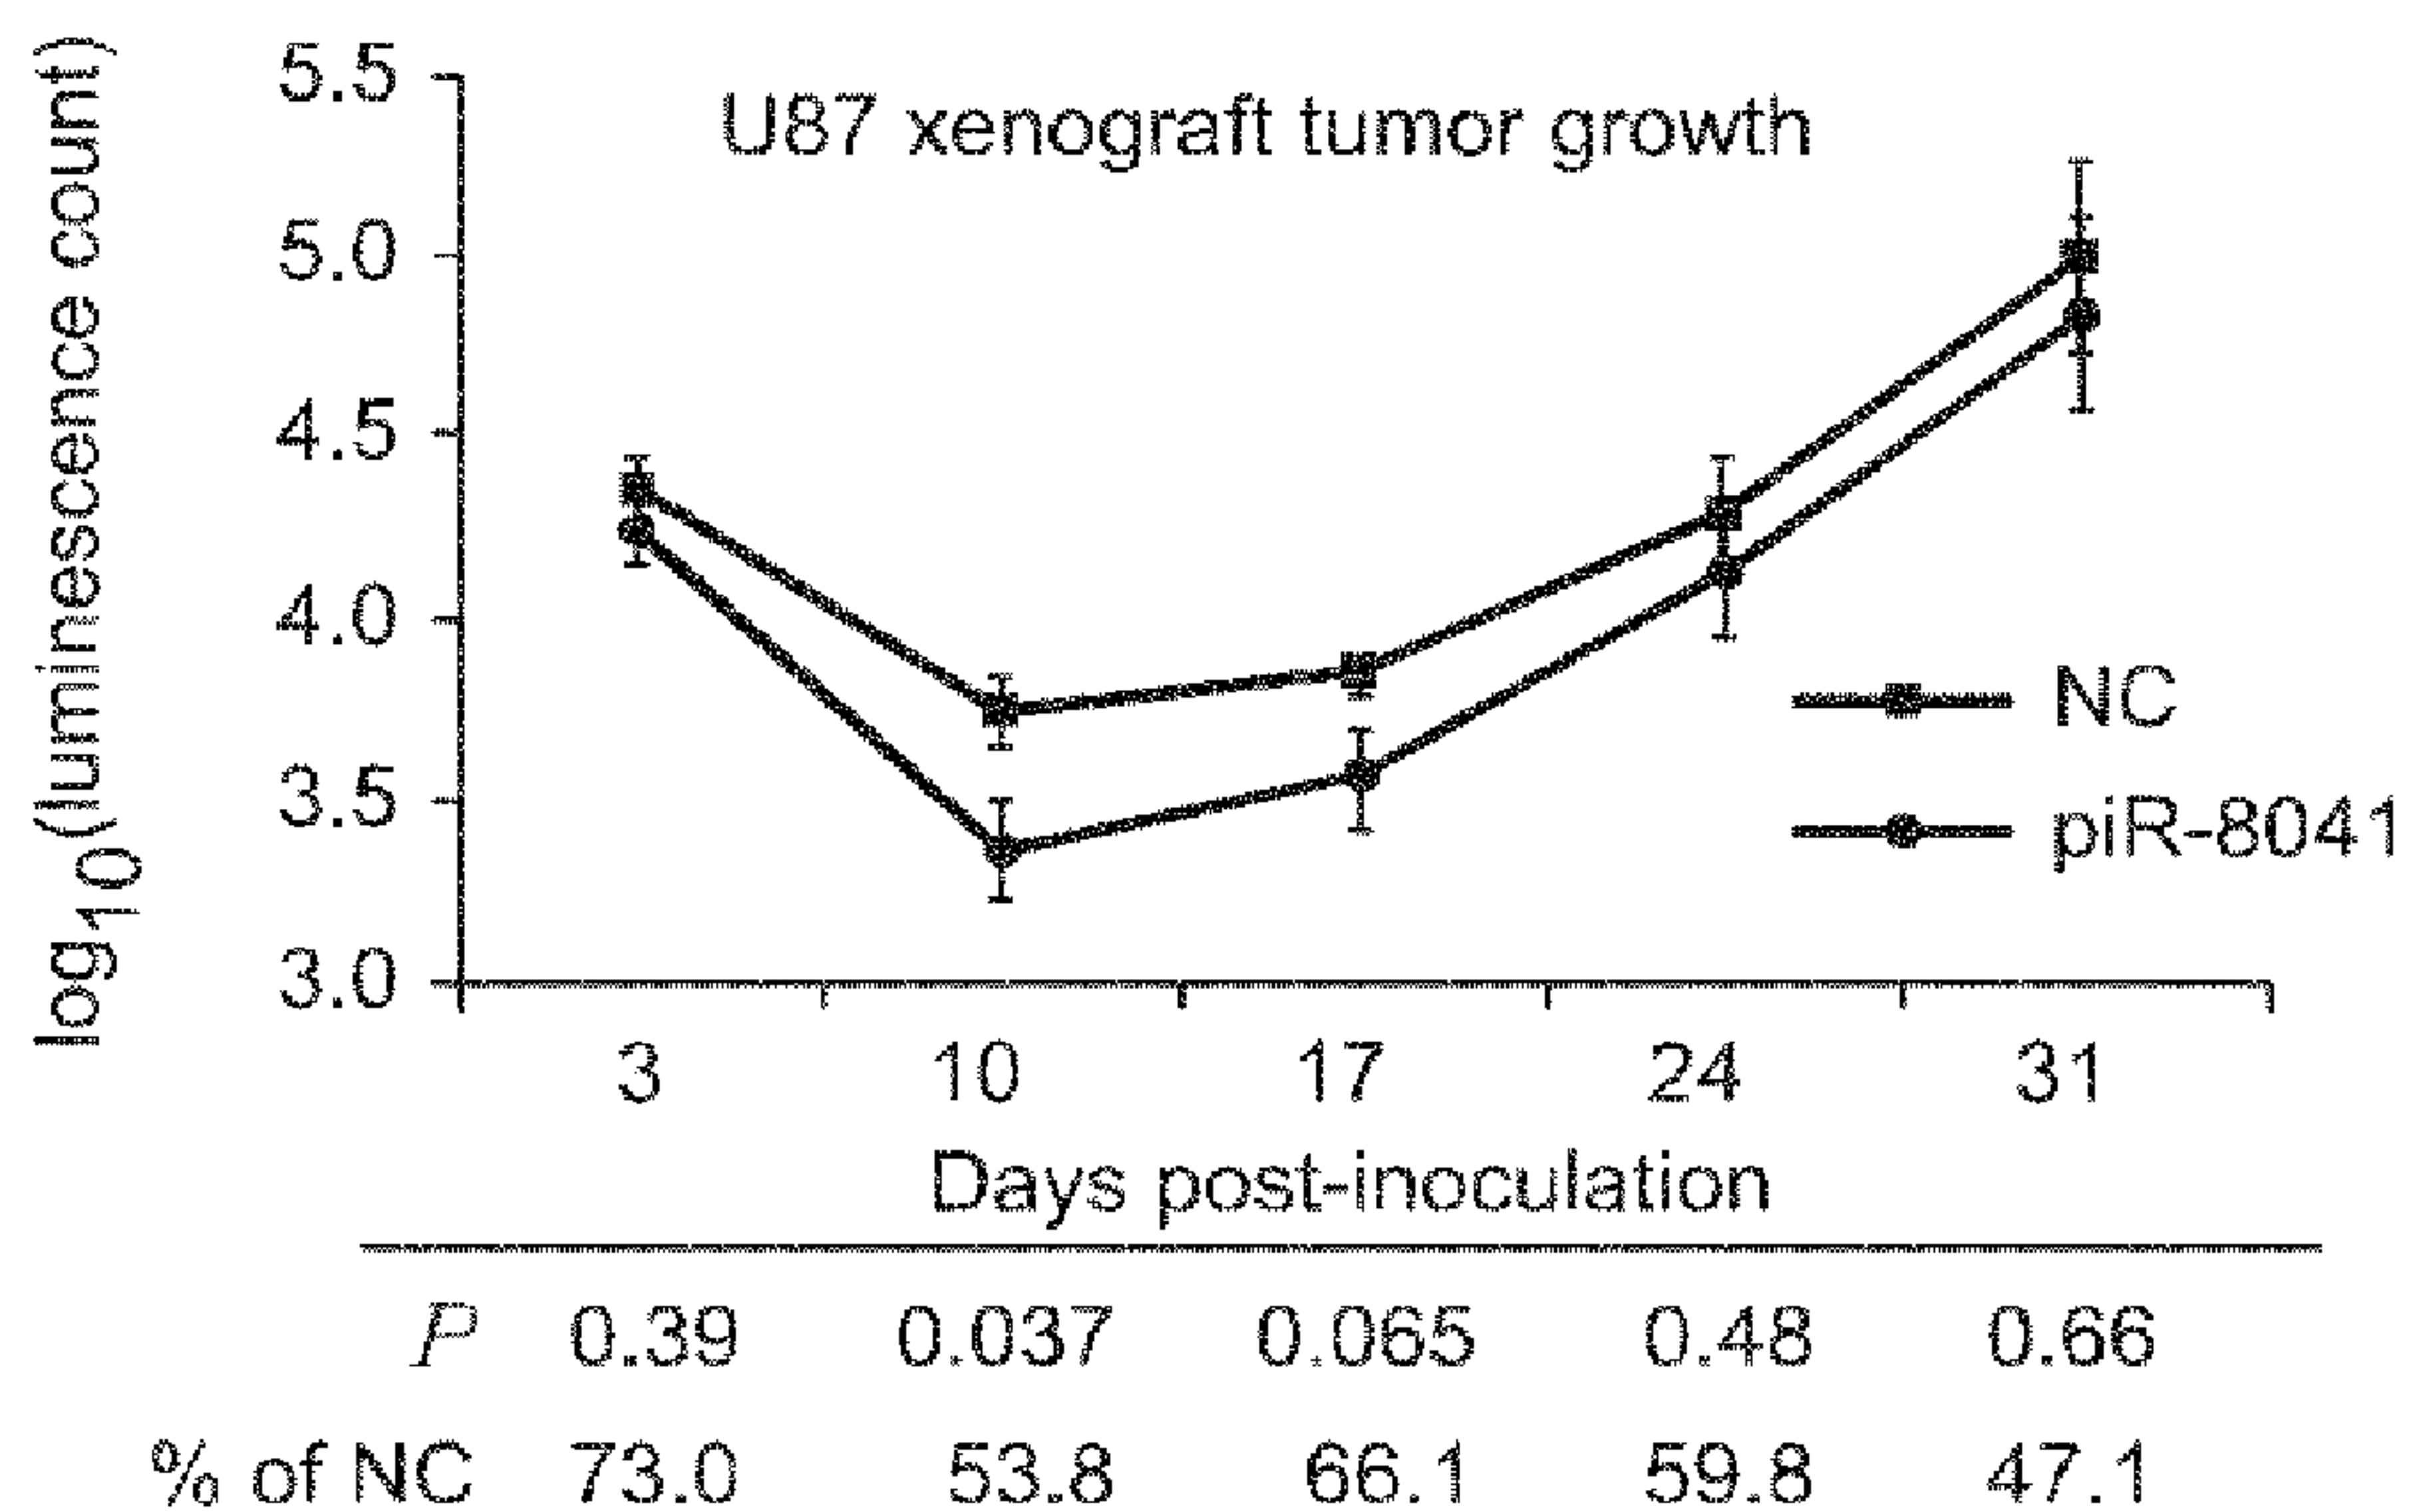 U87 xenograft tumor growth
log10(luminescence count)
5.5
5.0
4.5
4.0
3.5
3.0
NC
piR-8041
3 10 17 24 31
Days post-inoculation
P 0.39 0.037 0.065 0.48 0.66
% of NC 73.0 53.8 66.1 59.8 47.1